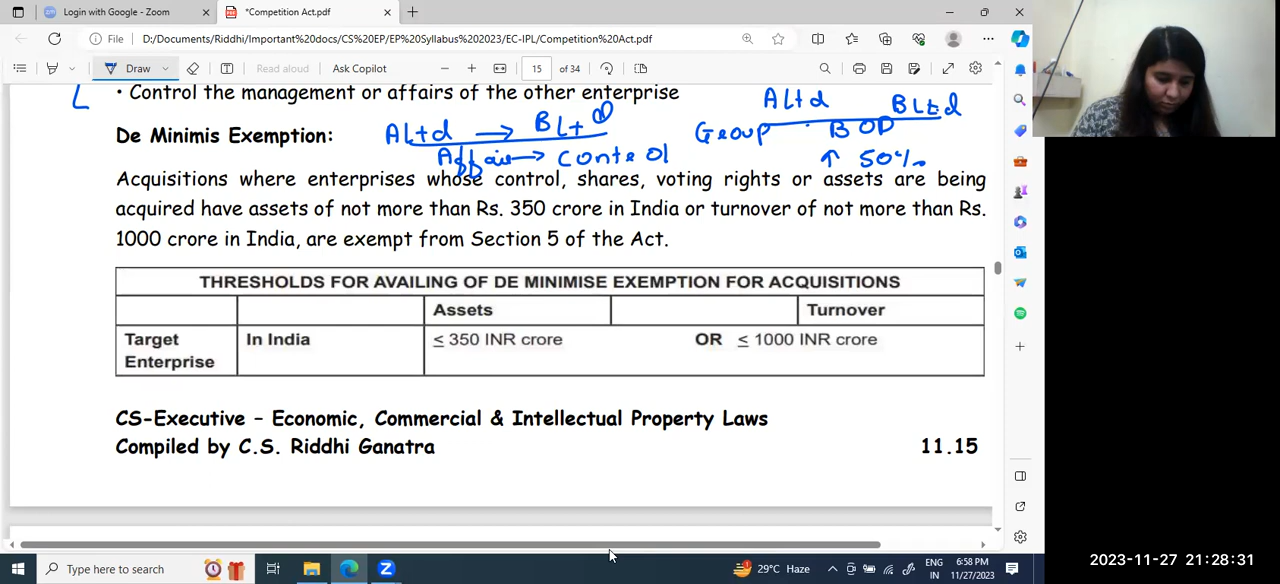 Login with Google - Zoom
*Competition Act.pdf
File
D:/Documents/Riddhi/Important%20docs/CS%20EP/EP%20Syllabus%202023/EC-IPL/Competition%20Act.pdf
Draw
Read aloud
Ask Copilot
15
of 34
• Control the management or affairs of the other enterprise
A Ltd
B Ltd
De Minimis Exemption:
A Ltd → B Ltd
Group
BOD
Affair → Control
↑ 50%
Acquisitions where enterprises whose control, shares, voting rights or assets are being
acquired have assets of not more than Rs. 350 crore in India or turnover of not more than Rs.
1000 crore in India, are exempt from Section 5 of the Act.
THRESHOLDS FOR AVAILING OF DE MINIMISE EXEMPTION FOR ACQUISITIONS
Assets
Turnover
Target
Enterprise
In India
≤ 350 INR crore
OR ≤ 1000 INR crore
CS-Executive – Economic, Commercial & Intellectual Property Laws
Compiled by C.S. Riddhi Ganatra
11.15
Type here to search
29°C Haze
ENG
IN
6:58 PM
11/27/2023
2023-11-27 21:28:31